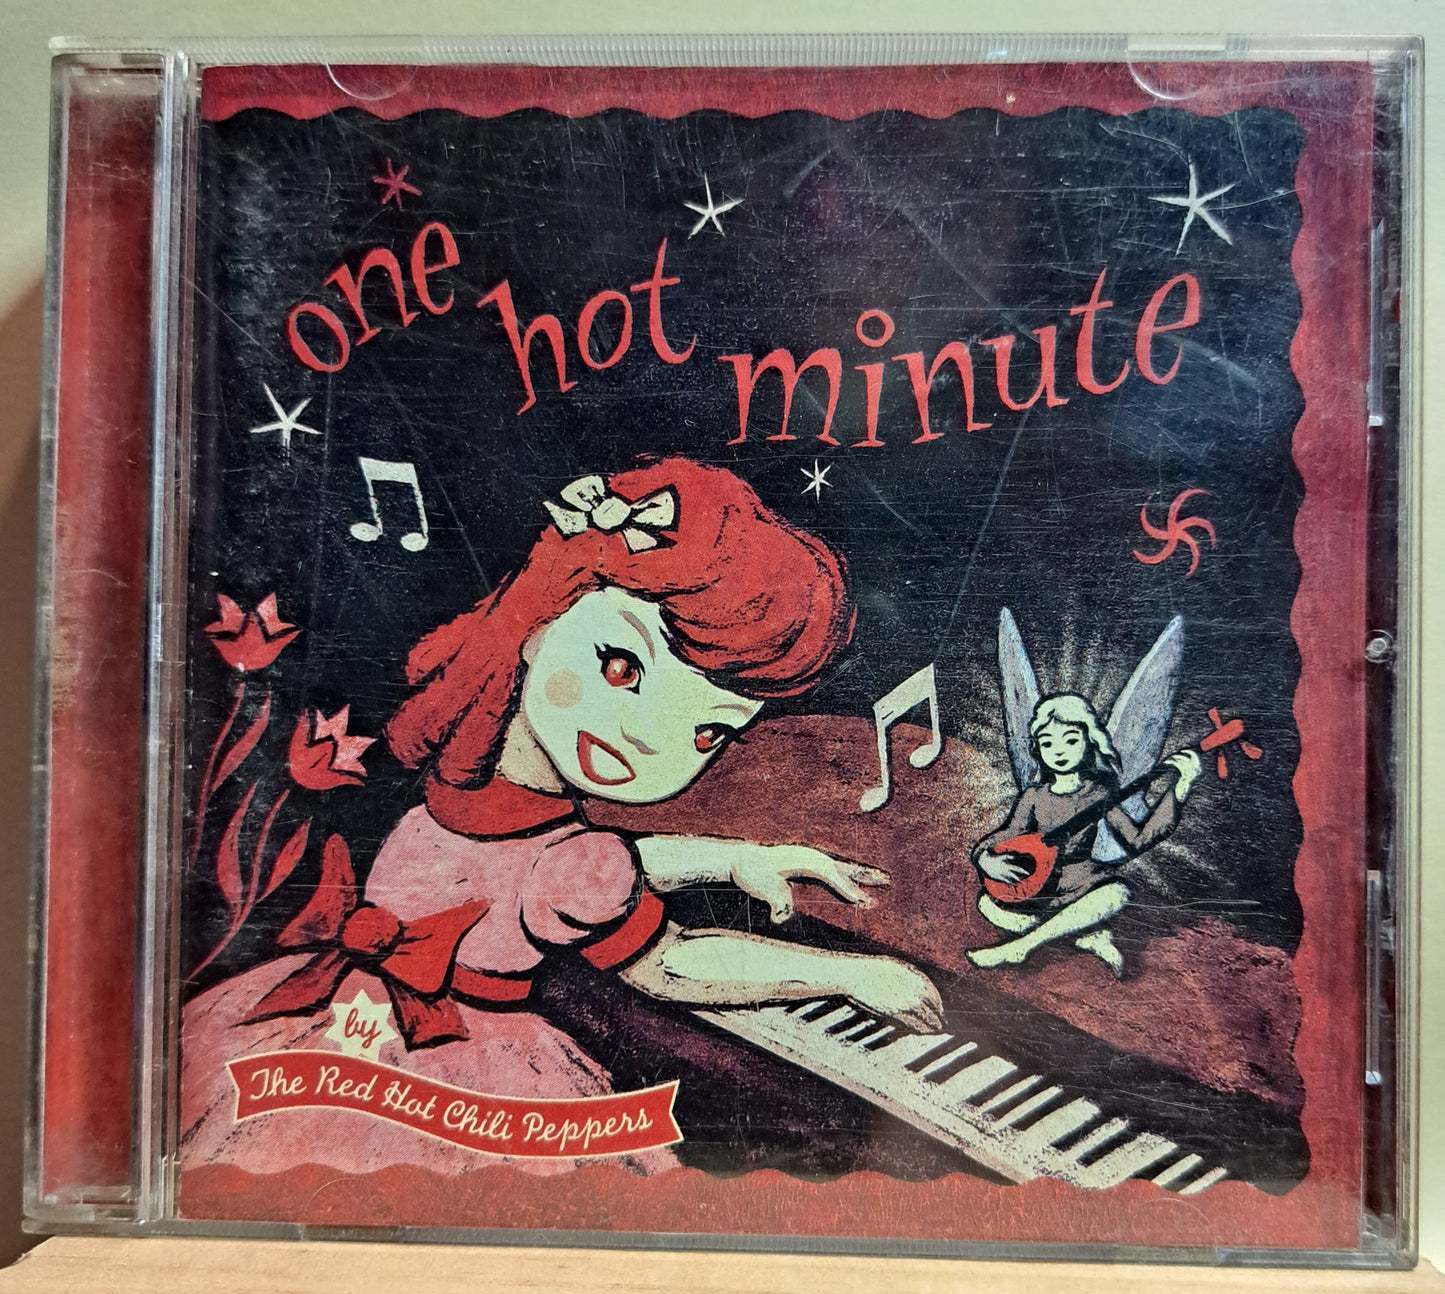 one hot minute
by
The Red Hot Chili Peppers